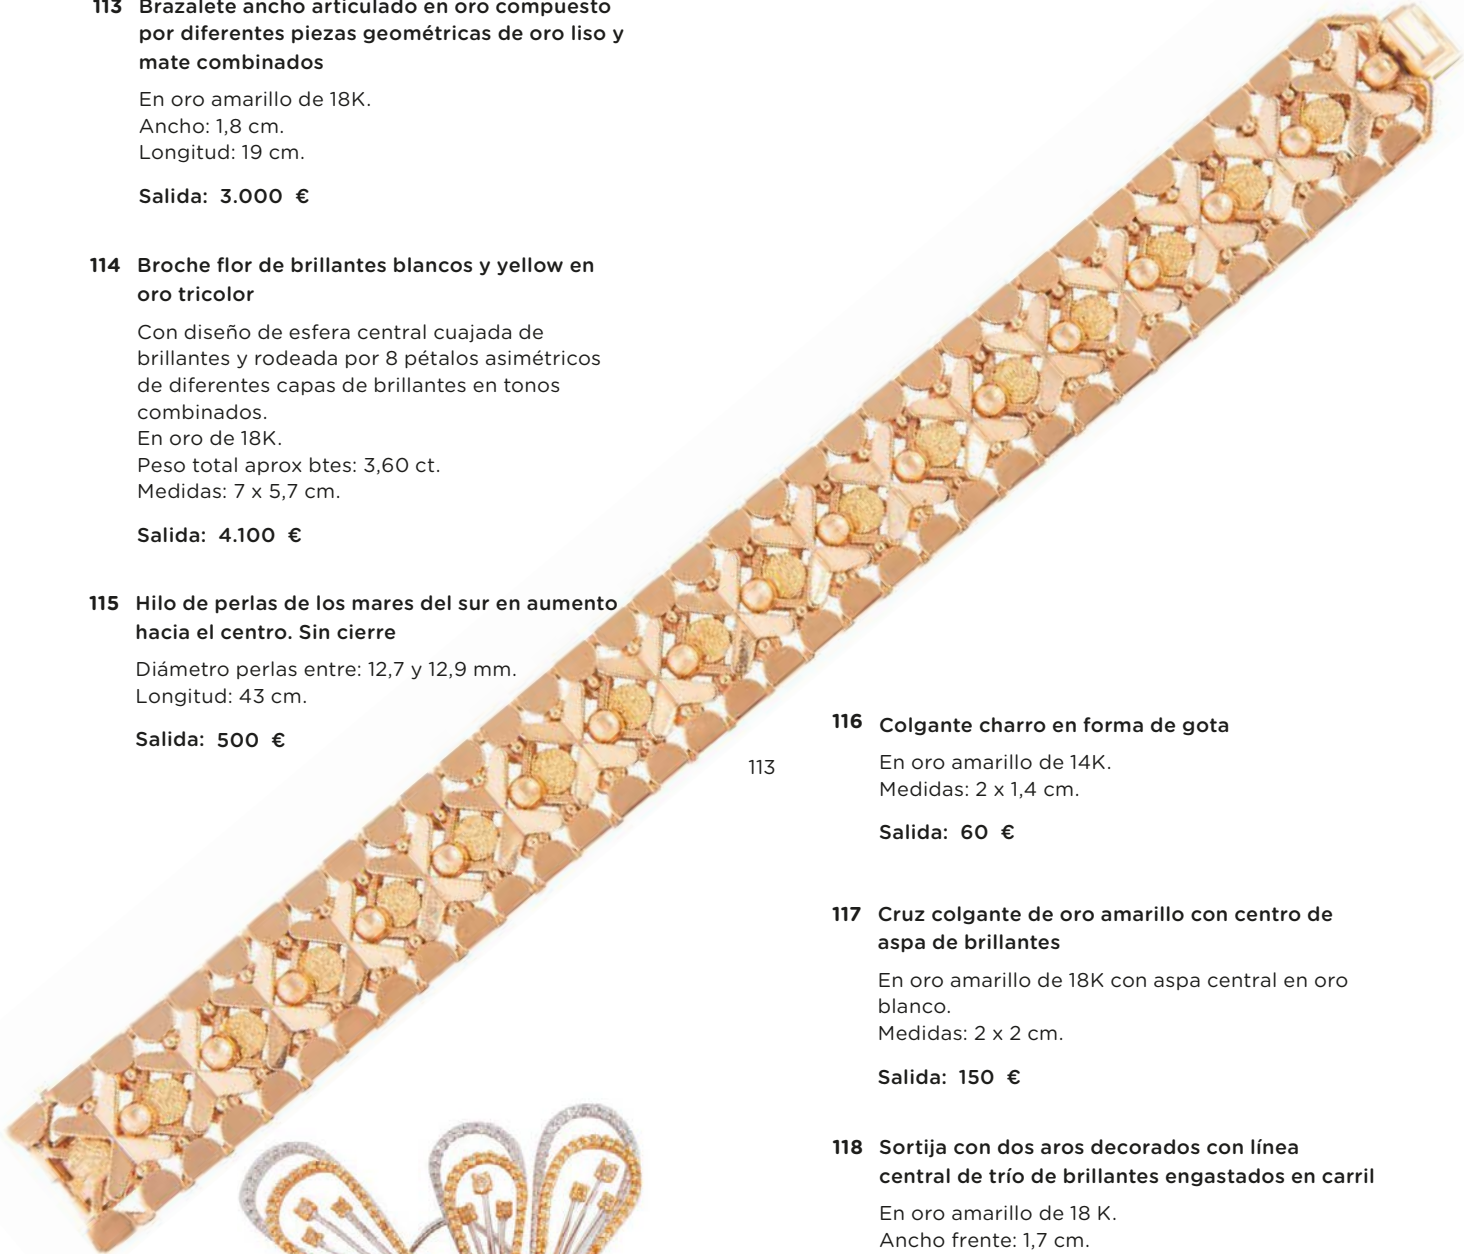 113 Brazalete ancho articulado en oro compuesto
por diferentes piezas geométricas de oro liso y
mate combinados
En oro amarillo de 18K.
Ancho: 1,8 cm.
Longitud: 19 cm.
Salida: 3.000 €
114 Broche flor de brillantes blancos y yellow en
oro tricolor
Con diseño de esfera central cuajada de
brillantes y rodeada por 8 pétalos asimétricos
de diferentes capas de brillantes en tonos
combinados.
En oro de 18K.
Peso total aprox btes: 3,60 ct.
Medidas: 7 x 5,7 cm.
Salida: 4.100 €
115 Hilo de perlas de los mares del sur en aumento
hacia el centro. Sin cierre
Diámetro perlas entre: 12,7 y 12,9 mm.
Longitud: 43 cm.
Salida: 500 €
113
116 Colgante charro en forma de gota
En oro amarillo de 14K.
Medidas: 2 x 1,4 cm.
Salida: 60 €
117 Cruz colgante de oro amarillo con centro de
aspa de brillantes
En oro amarillo de 18K con aspa central en oro
blanco.
Medidas: 2 x 2 cm.
Salida: 150 €
118 Sortija con dos aros decorados con línea
central de trío de brillantes engastados en carril
En oro amarillo de 18 K.
Ancho frente: 1,7 cm.